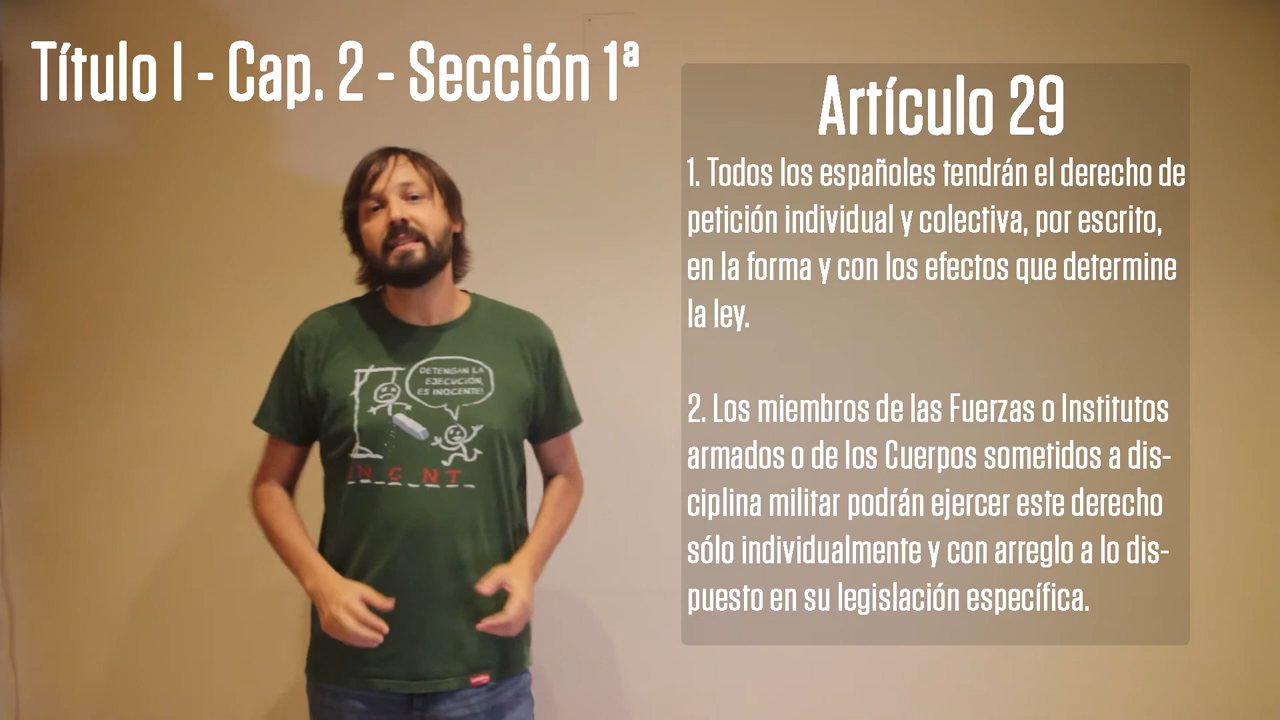 Título I - Cap. 2 - Sección 1ª
Artículo 29
1. Todos los españoles tendrán el derecho de
petición individual y colectiva, por escrito,
en la forma y con los efectos que determine
la ley.
2. Los miembros de las Fuerzas o Institutos
armados o de los Cuerpos sometidos a dis-
ciplina militar podrán ejercer este derecho
sólo individualmente y con arreglo a lo dis-
puesto en su legislación específica.
DETENGAN LA
EJECUCIÓN,
ES INOCENTE!
I N C N T